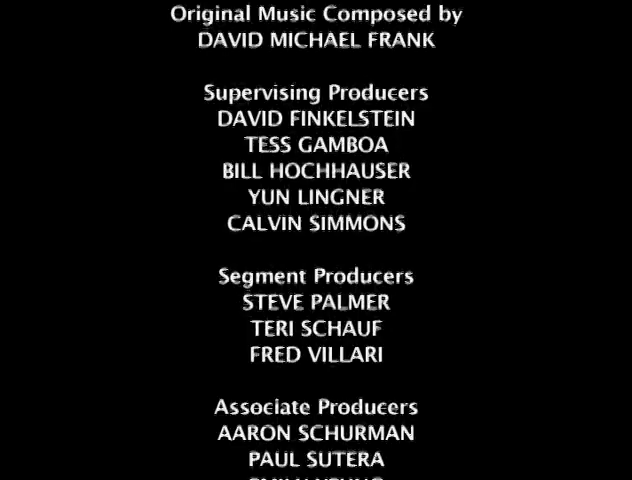 Original Music Composed by
DAVID MICHAEL FRANK
Supervising Producers
DAVID FINKELSTEIN
TESS GAMBOA
BILL HOCHHAUSER
YUN LINGNER
CALVIN SIMMONS
Segment Producers
STEVE PALMER
TERI SCHAUF
FRED VILLARI
Associate Producers
AARON SCHURMAN
PAUL SUTERA